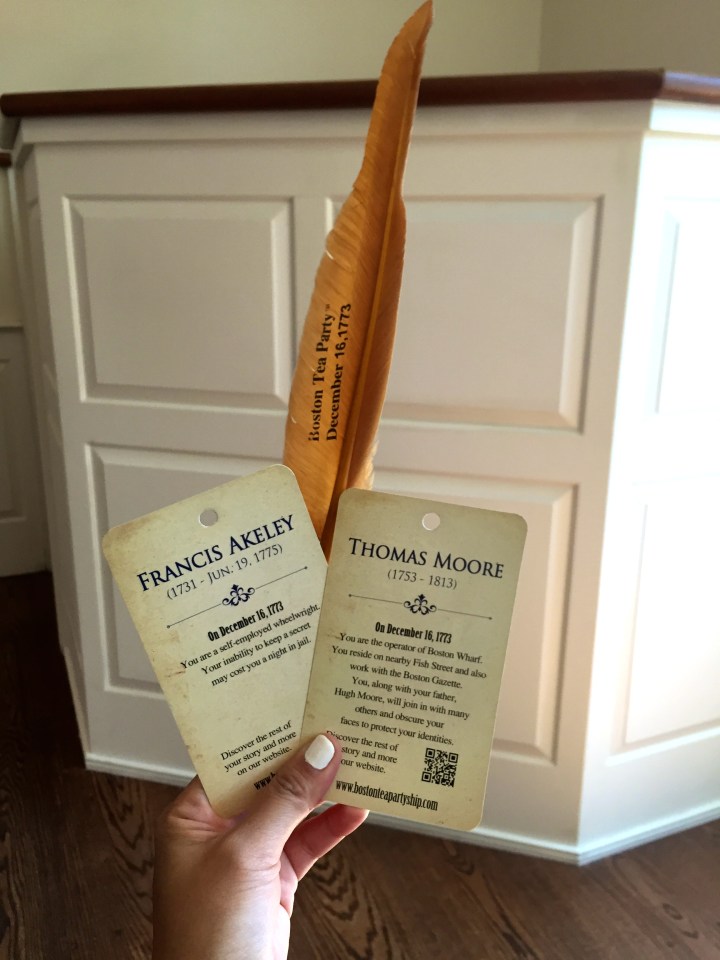 Boston Tea Party®
December 16,1773
FRANCIS AKELEY
(1731 - JUN. 19, 1775)
On December 16,1773
You are a self-employed wheelwright.
Your inability to keep a secret
may cost you a night in jail.
Discover the rest of
your story and more
on our website.
THOMAS MOORE
(1753 - 1813)
On December 16, 1773
You are the operator of Boston Wharf.
You reside on nearby Fish Street and also
work with the Boston Gazette.
You, along with your father,
Hugh Moore, will join in with many
others and obscure your
faces to protect your identities.
Discover the rest of
your story and more
on our website.
www.bostonteapartyship.com